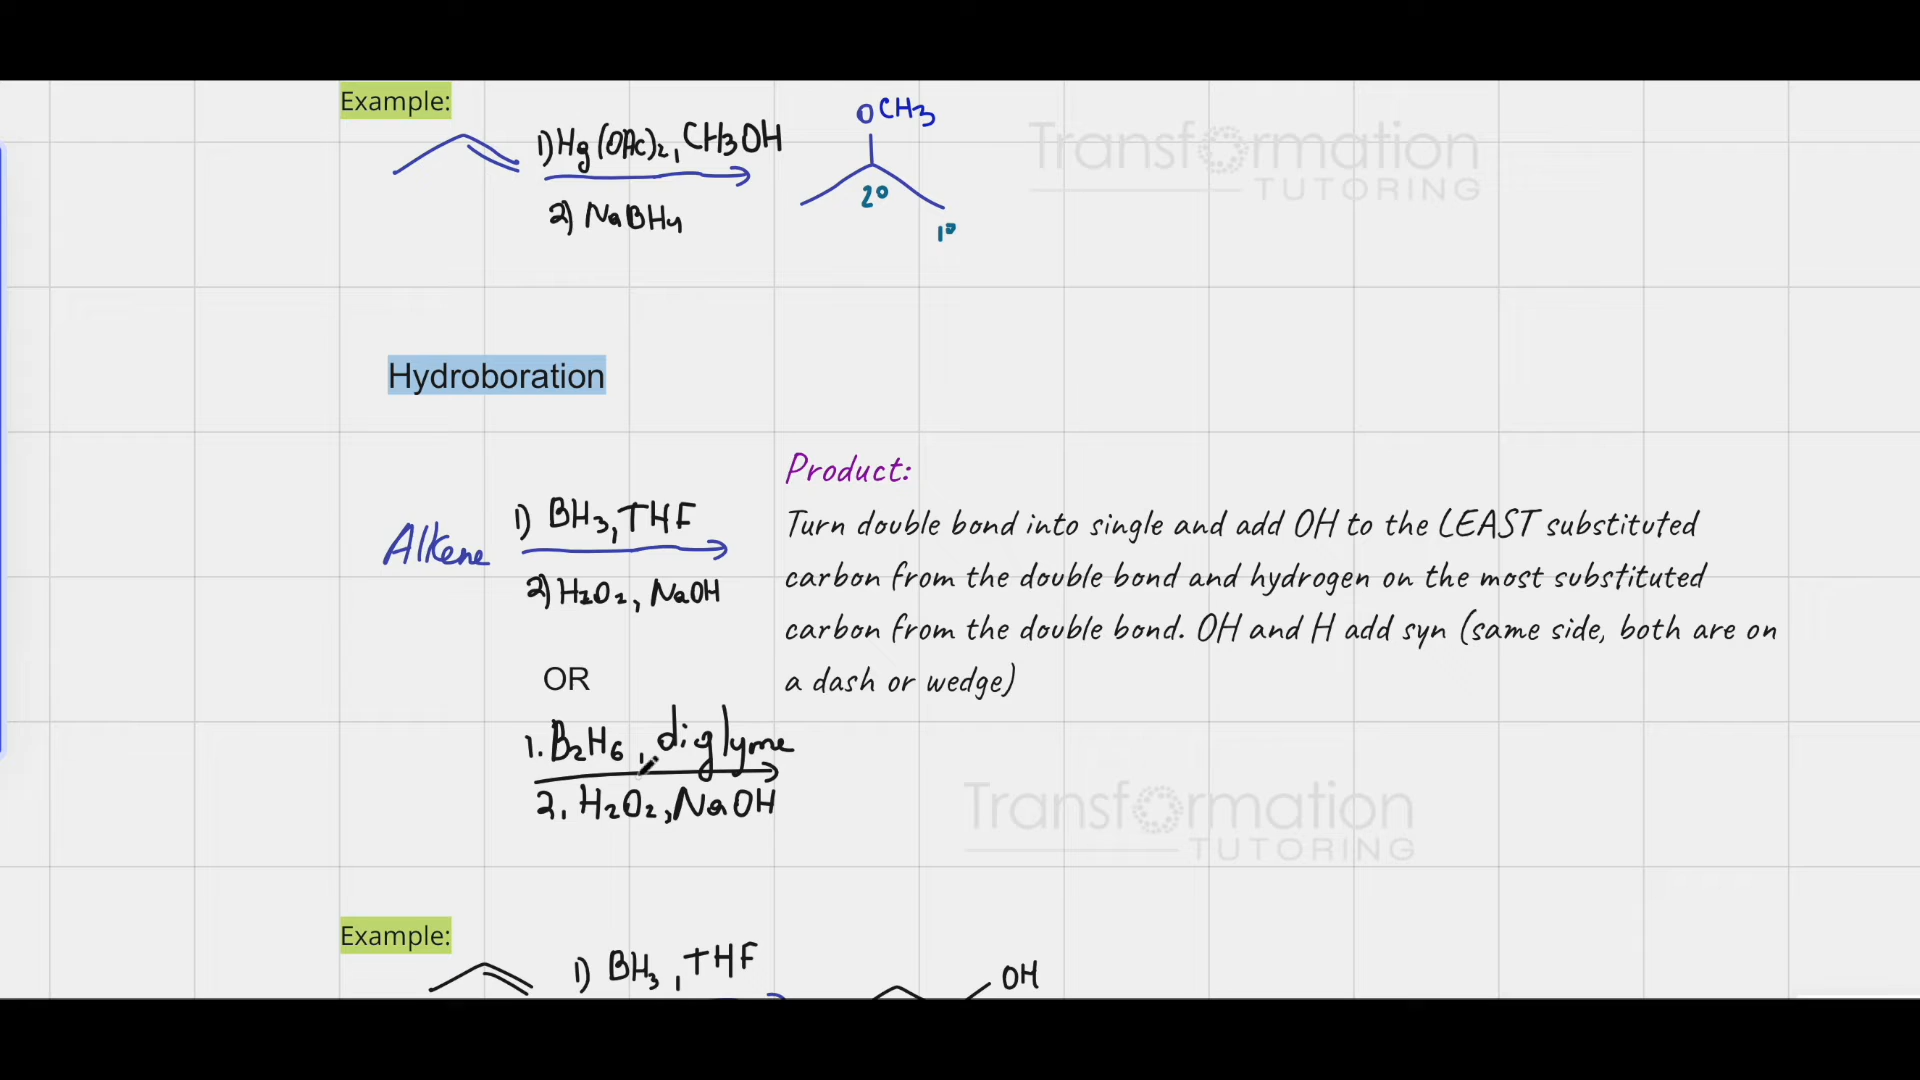 Example:
OCH3
1) Hg(OAc)2, CH3OH
2) NaBH4
2°
1°
Transformation
TUTORING
Hydroboration
Product:
Alkene
1) BH3, THF
2) H2O2, NaOH
Turn double bond into single and add OH to the LEAST substituted
carbon from the double bond and hydrogen on the most substituted
carbon from the double bond. OH and H add syn (same side, both are on
a dash or wedge)
OR
1. B2H6, diglyme
2. H2O2, NaOH
Transformation
TUTORING
Example:
1) BH3, THF
OH